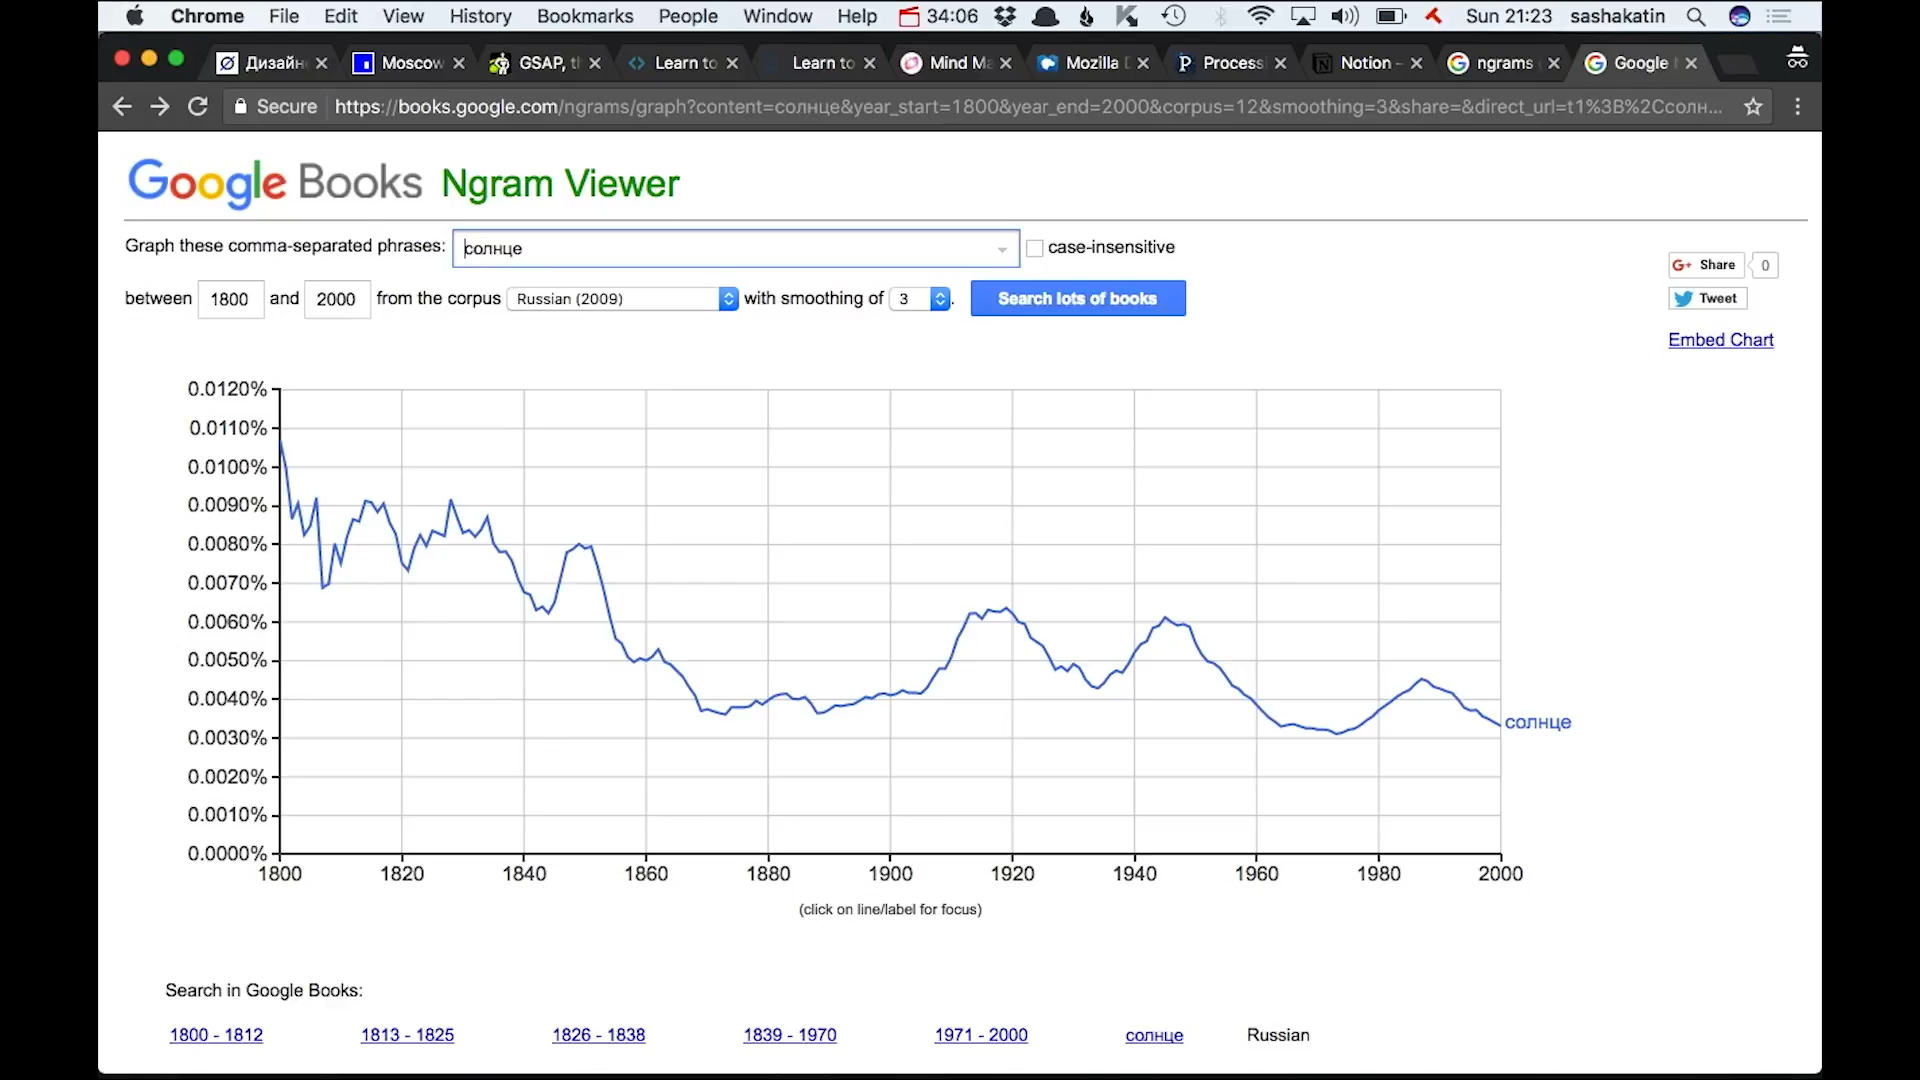 Chrome File Edit View History Bookmarks People Window Help 34:06 Sun 21:23 sashakatin
Дизайн Moscow GSAP, t Learn to Learn to Mind Ma Mozilla Process Notion - ngrams Google
Secure https://books.google.com/ngrams/graph?content=солнце&year_start=1800&year_end=2000&corpus=12&smoothing=3&share=&direct_url=t1%3B%2Cсолн...
Google Books Ngram Viewer
Graph these comma-separated phrases: солнце case-insensitive
G+ Share 0
between 1800 and 2000 from the corpus Russian (2009) with smoothing of 3 . Search lots of books
Tweet
Embed Chart
0.0120%
0.0110%
0.0100%
0.0090%
0.0080%
0.0070%
0.0060%
0.0050%
0.0040%
солнце
0.0030%
0.0020%
0.0010%
0.0000%
1800 1820 1840 1860 1880 1900 1920 1940 1960 1980 2000
(click on line/label for focus)
Search in Google Books:
1800 - 1812 1813 - 1825 1826 - 1838 1839 - 1970 1971 - 2000 солнце Russian